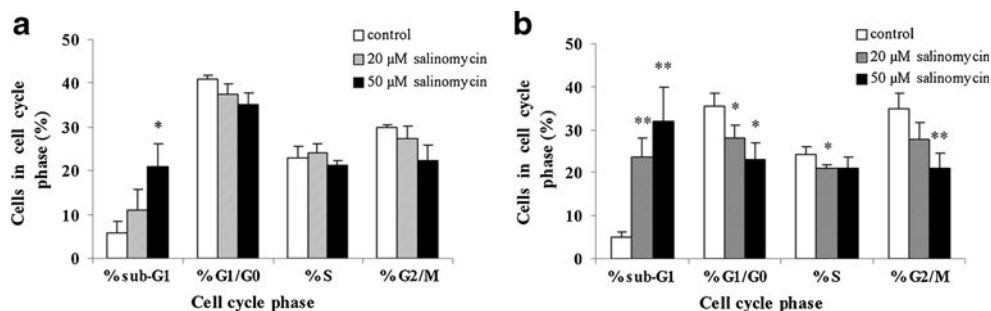 a
50
40
30
20
10
0
Cells in cell cycle
phase (%)
control
20 µM salinomycin
50 µM salinomycin
*
%sub-G1
%G1/G0
%S
%G2/M
Cell cycle phase
b
50
40
30
20
10
0
Cells in cell cycle
phase (%)
control
20 µM salinomycin
50 µM salinomycin
**
**
*
*
*
**
%sub-G1
%G1/G0
%S
%G2/M
Cell cycle phase